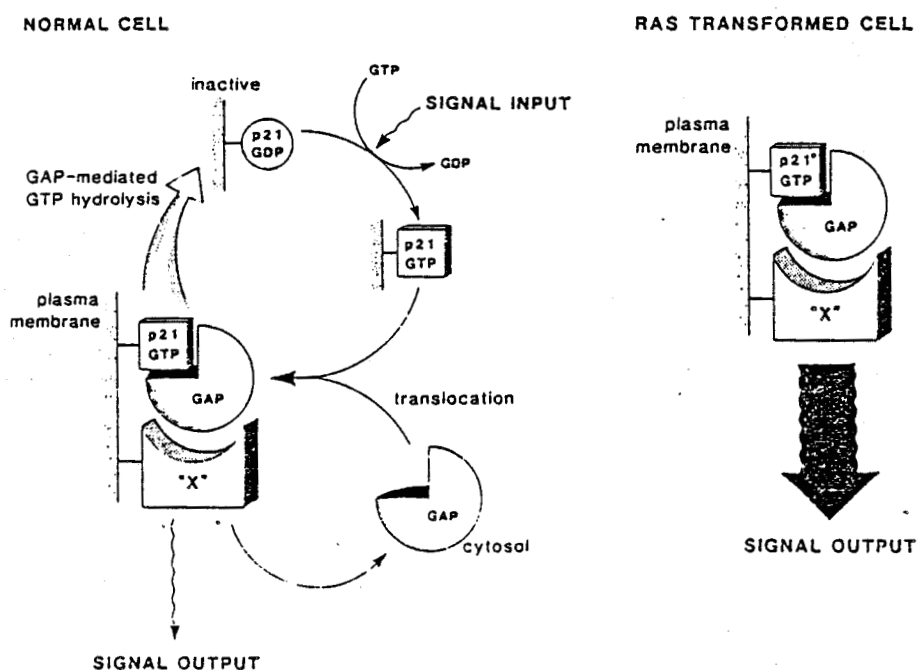 NORMAL CELL
RAS TRANSFORMED CELL
inactive
GTP
SIGNAL INPUT
p21
GDP
GDP
GAP-mediated
GTP hydrolysis
p21
GTP
plasma
membrane
p21
GTP
GAP
translocation
"X"
GAP
cytosol
SIGNAL OUTPUT
plasma
membrane
p21*
GTP
GAP
"X"
SIGNAL OUTPUT